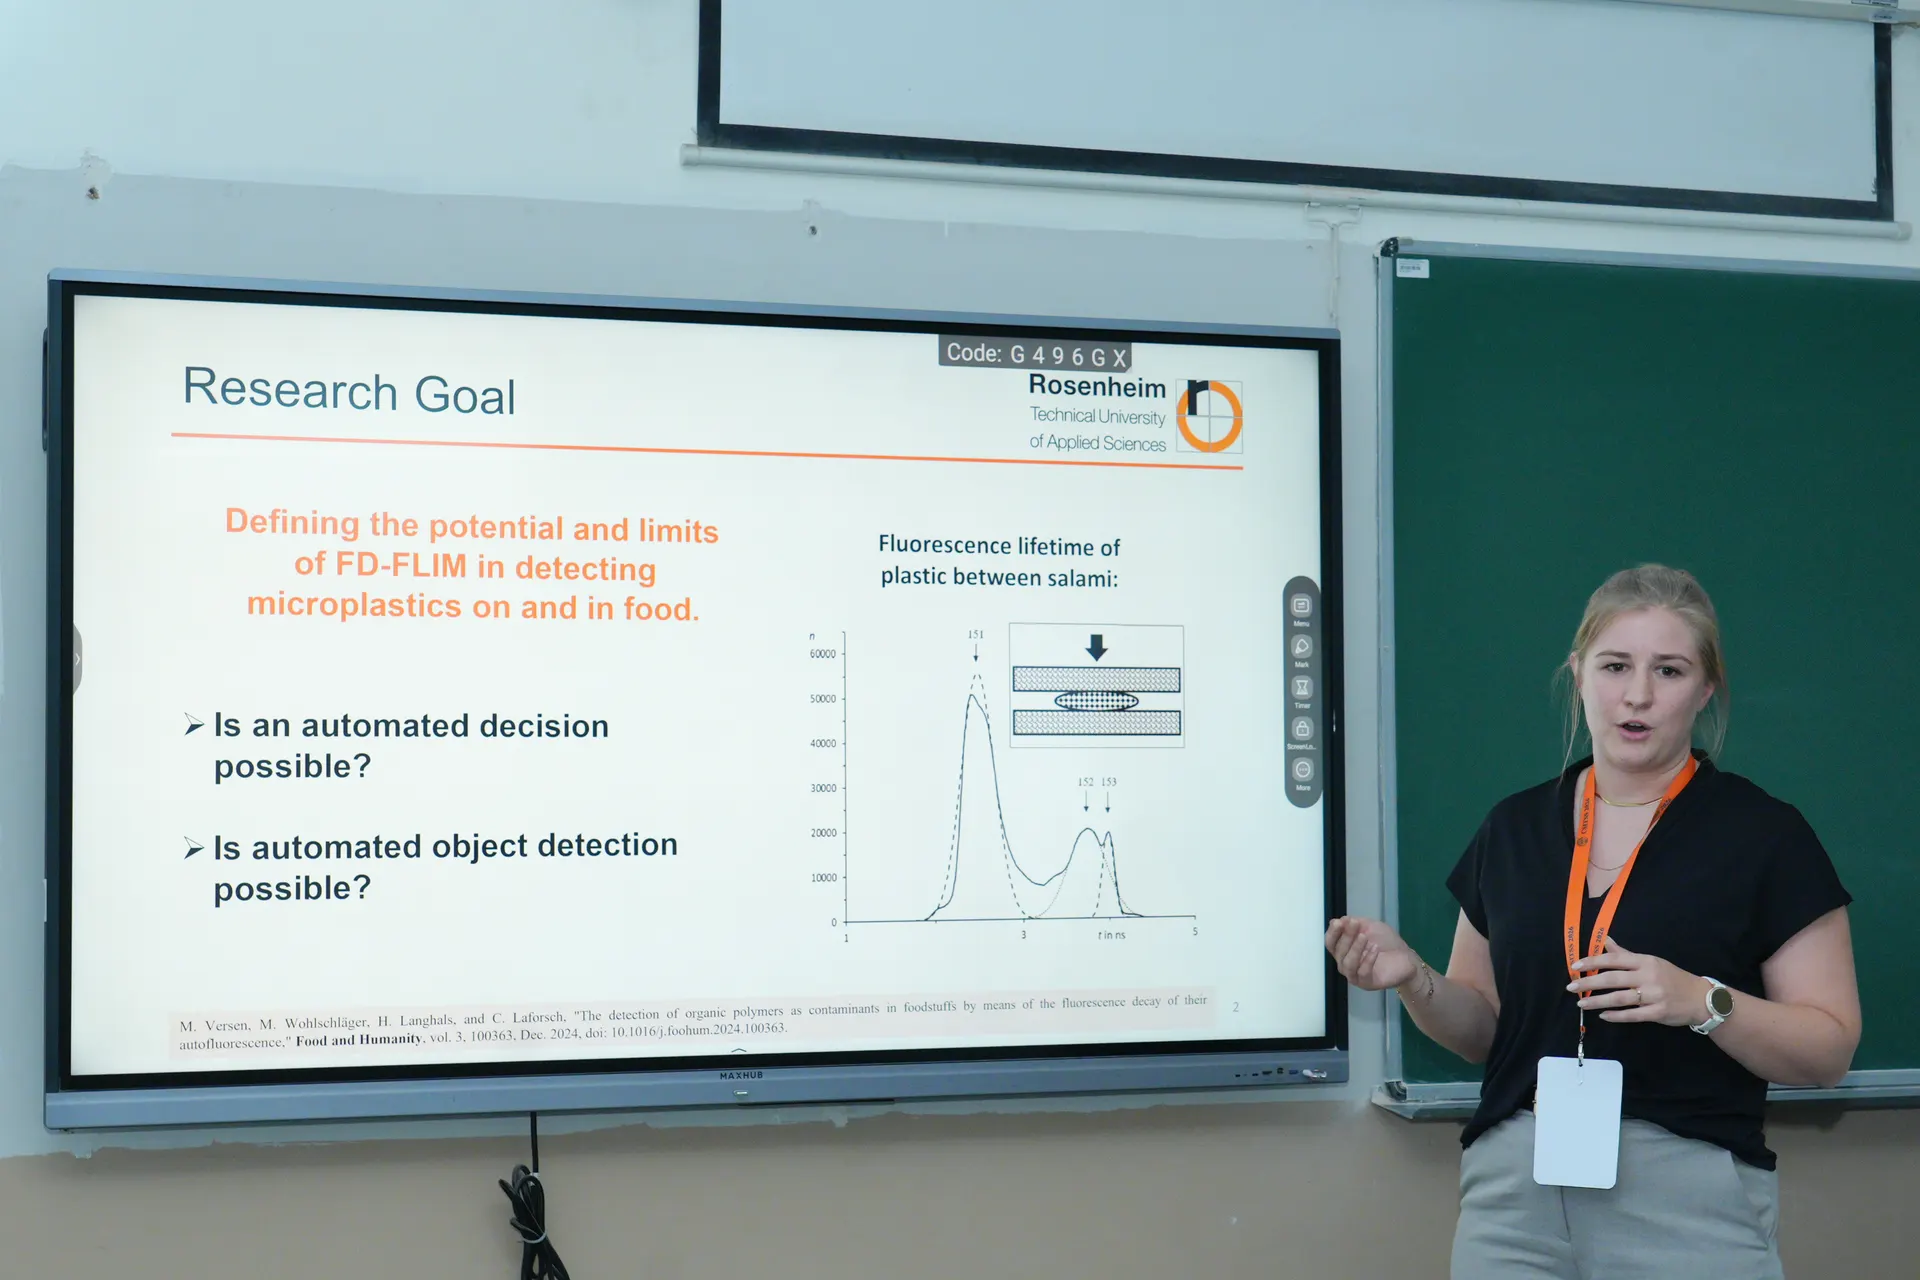 Code: G 4 9 6 G X
Research Goal
Rosenheim
Technical University
of Applied Sciences
Defining the potential and limits
of FD-FLIM in detecting
microplastics on and in food.
➢ Is an automated decision
possible?
➢ Is automated object detection
possible?
Fluorescence lifetime of
plastic between salami:
n
60000
50000
40000
30000
20000
10000
0
1
3
t in ns
5
151
152 153
M. Versen, M. Wohlschläger, H. Langhals, and C. Laforsch, "The detection of organic polymers as contaminants in foodstuffs by means of the fluorescence decay of their
autofluorescence," Food and Humanity, vol. 3, 100363, Dec. 2024, doi: 10.1016/j.foohum.2024.100363.
2
Menu
Mark
Timer
ScreenLo..
More
MAXHUB